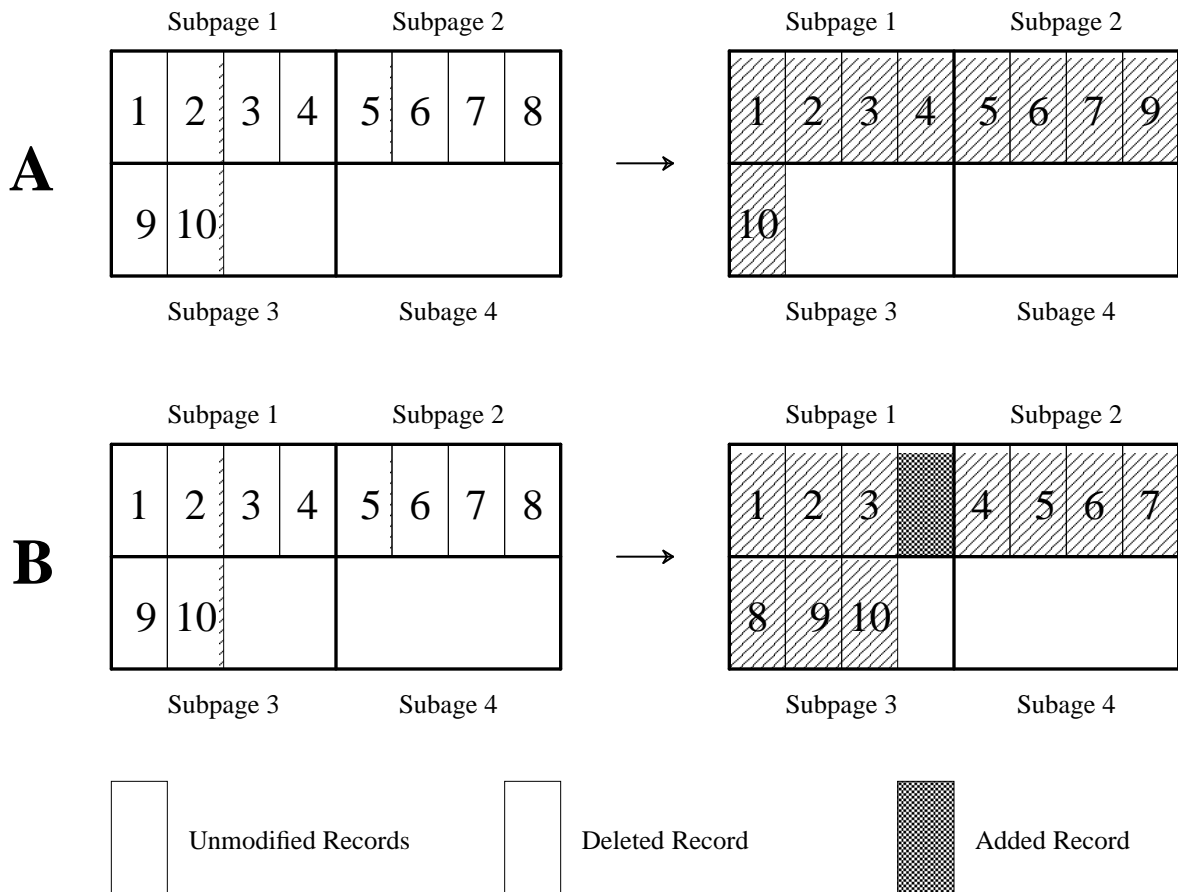 Subpage 1 Subpage 2 Subpage 1 Subpage 2
A
1 2 3 4 5 6 7 8 1 2 3 4 5 6 7 9
9 10 10
Subpage 3 Subage 4 Subpage 3 Subage 4
Subpage 1 Subpage 2 Subpage 1 Subpage 2
B
1 2 3 4 5 6 7 8 1 2 3 4 5 6 7
9 10 8 9 10
Subpage 3 Subage 4 Subpage 3 Subage 4
Unmodified Records Deleted Record Added Record